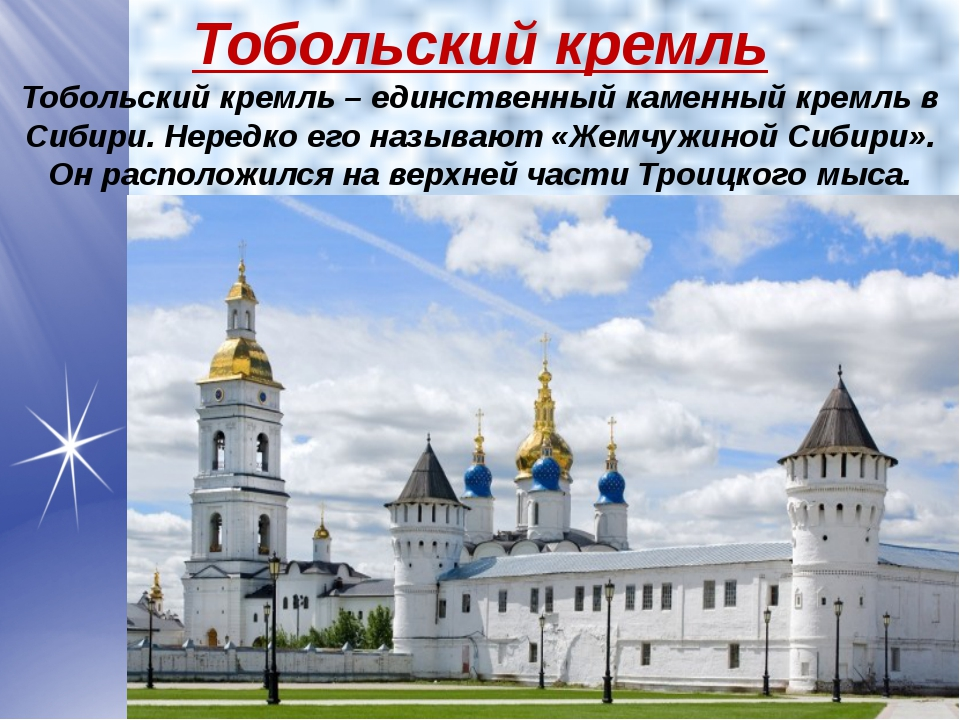 Тобольский кремль
Тобольский кремль – единственный каменный кремль в
Сибири. Нередко его называют «Жемчужиной Сибири».
Он расположился на верхней части Троицкого мыса.